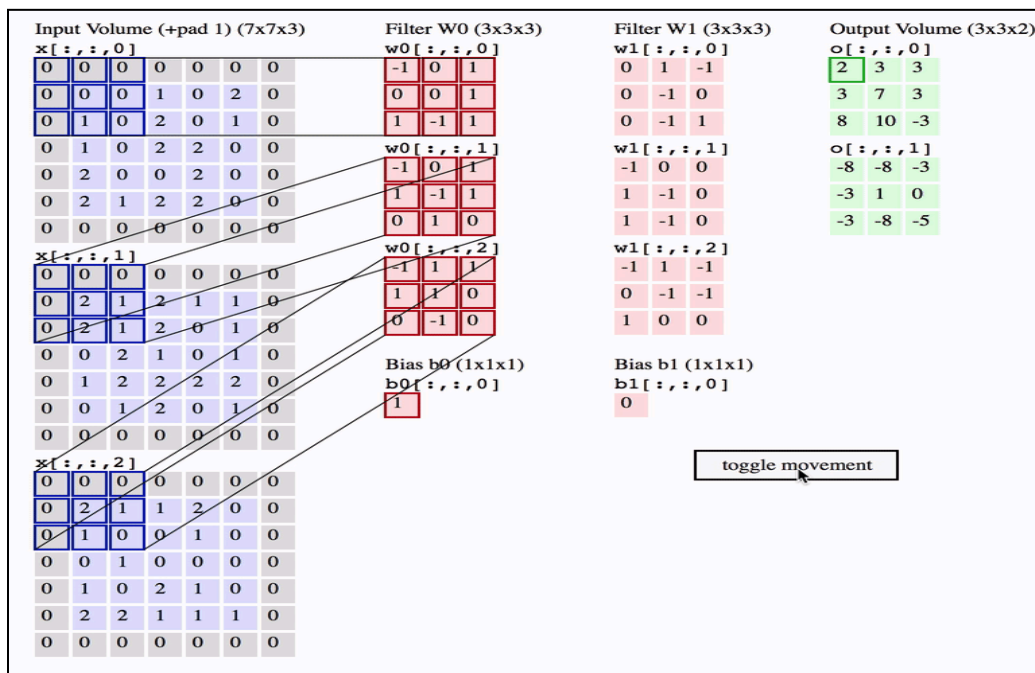 Input Volume (+pad 1) (7x7x3)
x[:,:,0]
0 0 0 0 0 0 0
0 0 0 1 0 2 0
0 1 0 2 0 1 0
0 1 0 2 2 0 0
0 2 0 0 2 0 0
0 2 1 2 2 0 0
0 0 0 0 0 0 0
x[:,:,1]
0 0 0 0 0 0 0
0 2 1 2 1 1 0
0 2 1 2 0 1 0
0 0 2 1 0 1 0
0 1 2 2 2 2 0
0 0 1 2 0 1 0
0 0 0 0 0 0 0
x[:,:,2]
0 0 0 0 0 0 0
0 2 1 1 2 0 0
0 1 0 0 1 0 0
0 0 1 0 0 0 0
0 1 0 2 1 0 0
0 2 2 1 1 1 0
0 0 0 0 0 0 0
Filter W0 (3x3x3)
w0[:,:,0]
-1 0 1
0 0 1
1 -1 1
w0[:,:,1]
-1 0 1
1 -1 1
0 1 0
w0[:,:,2]
-1 1 1
1 1 0
0 -1 0
Bias b0 (1x1x1)
b0[:,:,0]
1
Filter W1 (3x3x3)
w1[:,:,0]
0 1 -1
0 -1 0
0 -1 1
w1[:,:,1]
-1 0 0
1 -1 0
1 -1 0
w1[:,:,2]
-1 1 -1
0 -1 -1
1 0 0
Bias b1 (1x1x1)
b1[:,:,0]
0
Output Volume (3x3x2)
o[:,:,0]
2 3 3
3 7 3
8 10 -3
o[:,:,1]
-8 -8 -3
-3 1 0
-3 -8 -5
toggle movement